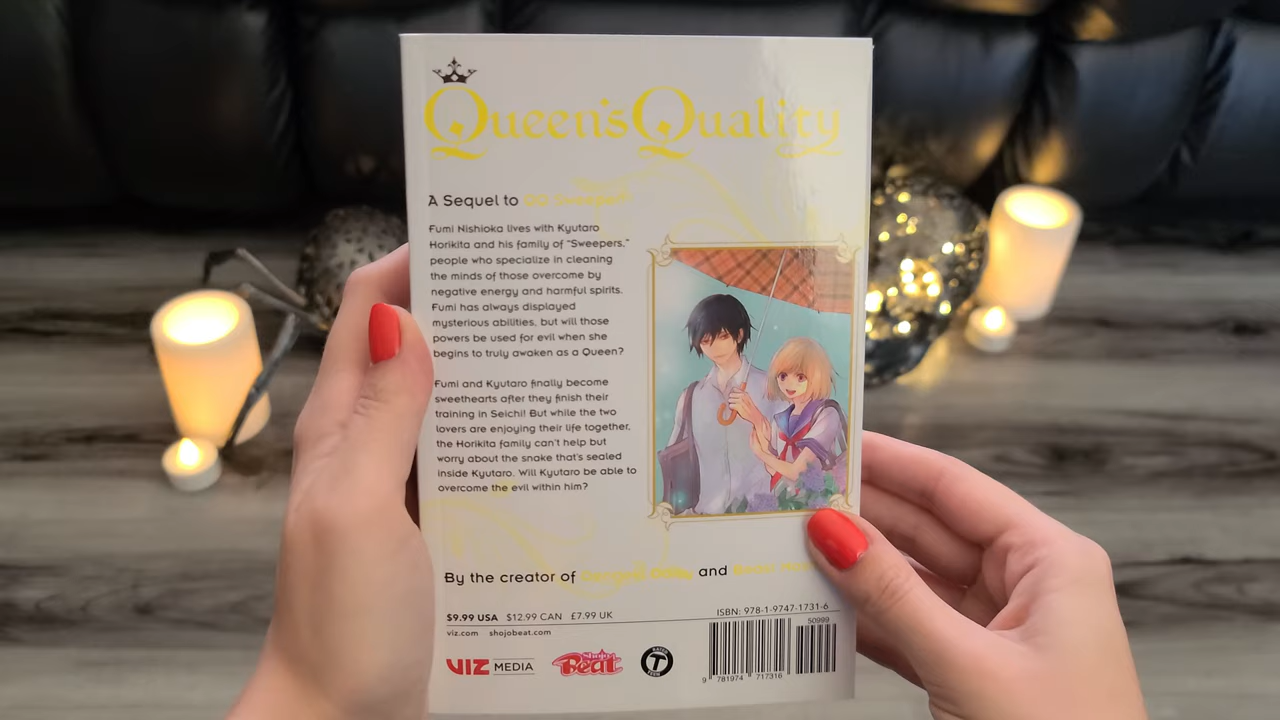 Queen's Quality
A Sequel to QQ Sweeper
Fumi Nishioka lives with Kyutaro
Horikita and his family of "Sweepers,"
people who specialize in cleaning
the minds of those overcome by
negative energy and harmful spirits.
Fumi has always displayed
mysterious abilities, but will those
powers be used for evil when she
begins to truly awaken as a Queen?
Fumi and Kyutaro finally become
sweethearts after they finish their
training in Seichi! But while the two
lovers are enjoying their life together,
the Horikita family can't help but
worry about the snake that's sealed
inside Kyutaro. Will Kyutaro be able to
overcome the evil within him?
By the creator of and
$9.99 USA $12.99 CAN £7.99 UK
viz.com shojobeat.com
ISBN: 978-1-9747-1731-6
50999
VIZ MEDIA
Shojo Beat
RATED T TEEN
9 781974 717316